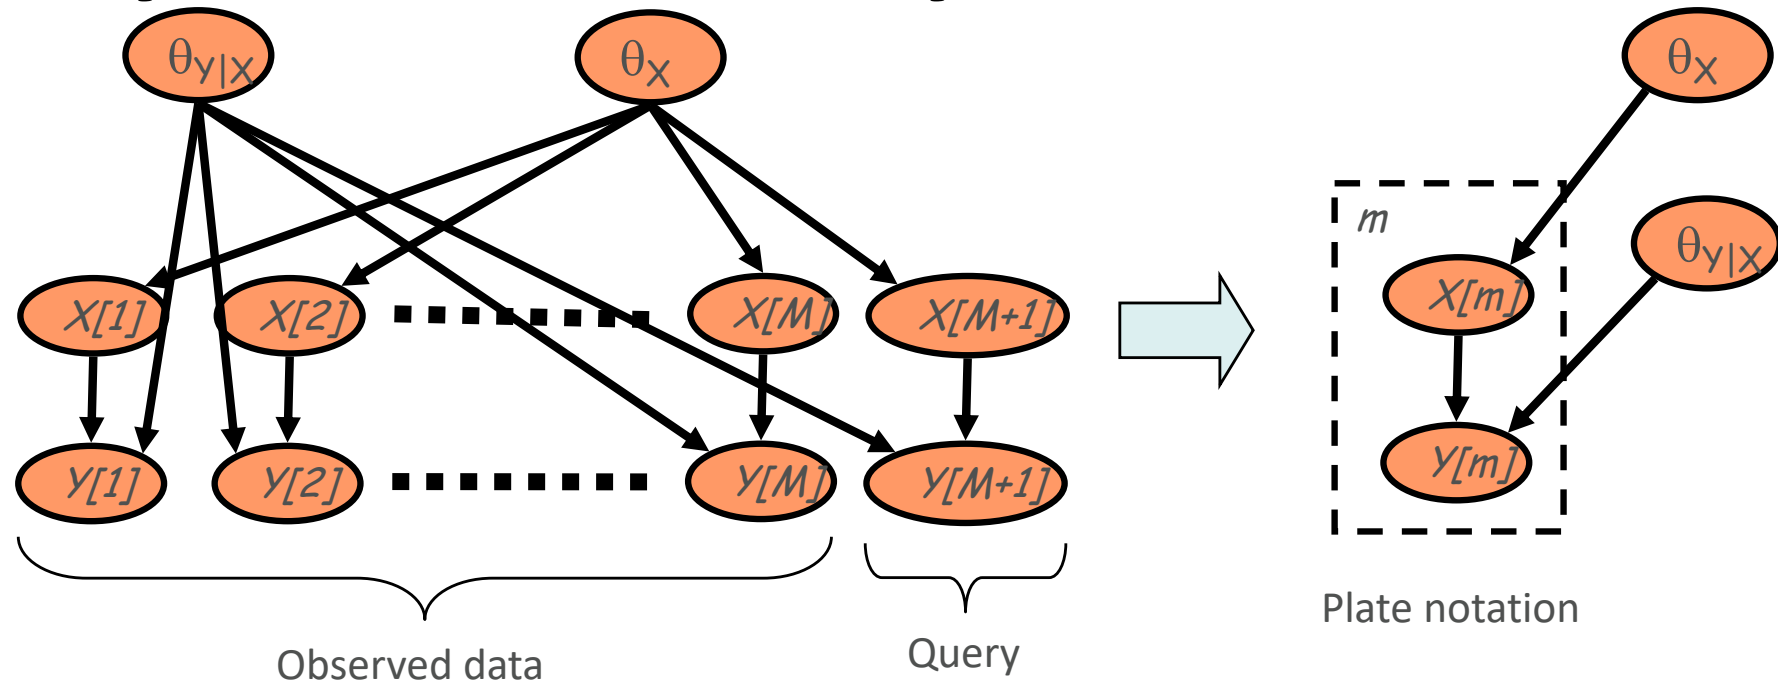 θY|X θX θX
m θY|X
X[1] X[2] X[M] X[M+1] X[m]
Y[1] Y[2] Y[M] Y[M+1] Y[m]
Observed data Query Plate notation